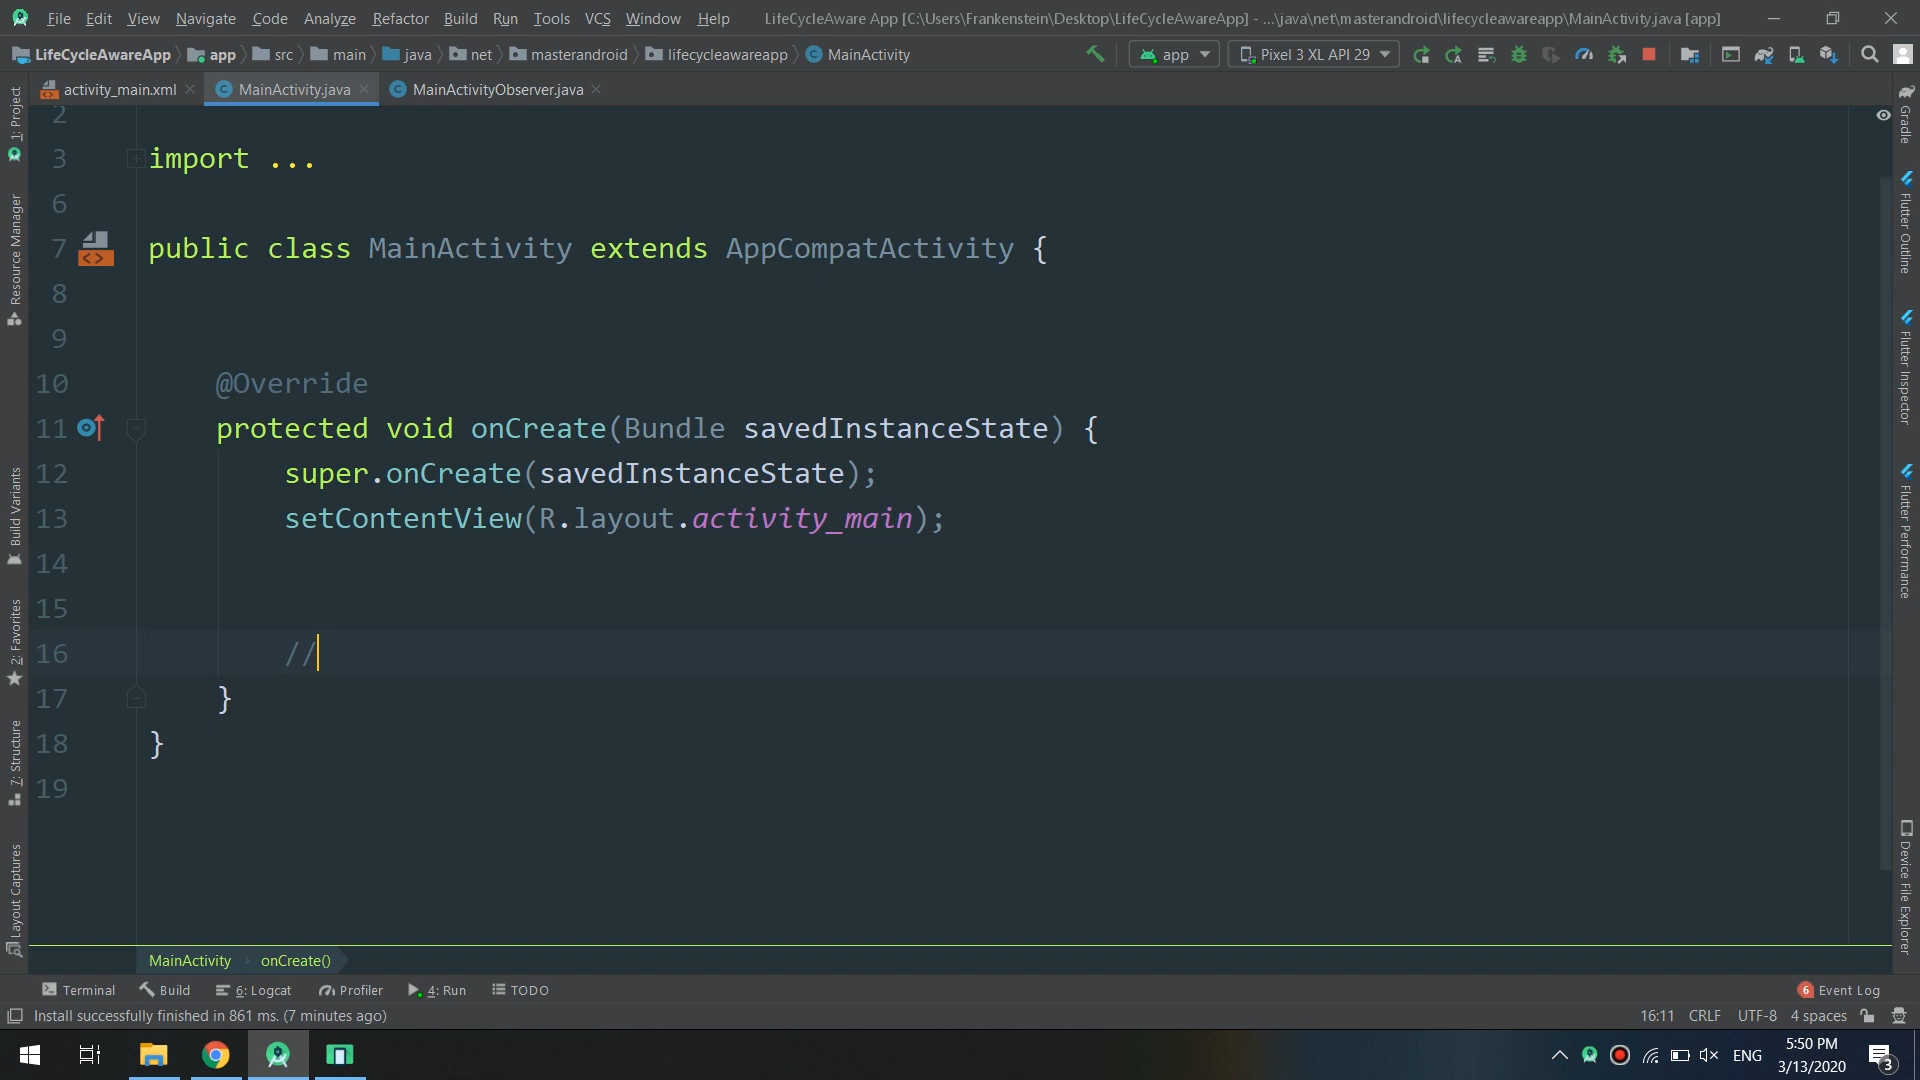 File Edit View Navigate Code Analyze Refactor Build Run Tools VCS Window Help LifeCycleAware App [C:\Users\Frankenstein\Desktop\LifeCycleAwareApp] - ...\java\net\masterandroid\lifecycleawareapp\MainActivity.java [app]
LifeCycleAwareApp app src main java net masterandroid lifecycleawareapp MainActivity app Pixel 3 XL API 29
activity_main.xml MainActivity.java MainActivityObserver.java
1: Project
Resource Manager
Build Variants
2: Favorites
7: Structure
Layout Captures
2
3 import ...
6
7 public class MainActivity extends AppCompatActivity {
8
9
10 @Override
11 protected void onCreate(Bundle savedInstanceState) {
12 super.onCreate(savedInstanceState);
13 setContentView(R.layout.activity_main);
14
15
16 //
17 }
18 }
19
Gradle
Flutter Outline
Flutter Inspector
Flutter Performance
Device File Explorer
MainActivity onCreate()
Terminal Build 6: Logcat Profiler 4: Run TODO 6 Event Log
Install successfully finished in 861 ms. (7 minutes ago) 16:11 CRLF UTF-8 4 spaces
ENG 5:50 PM
3/13/2020 3